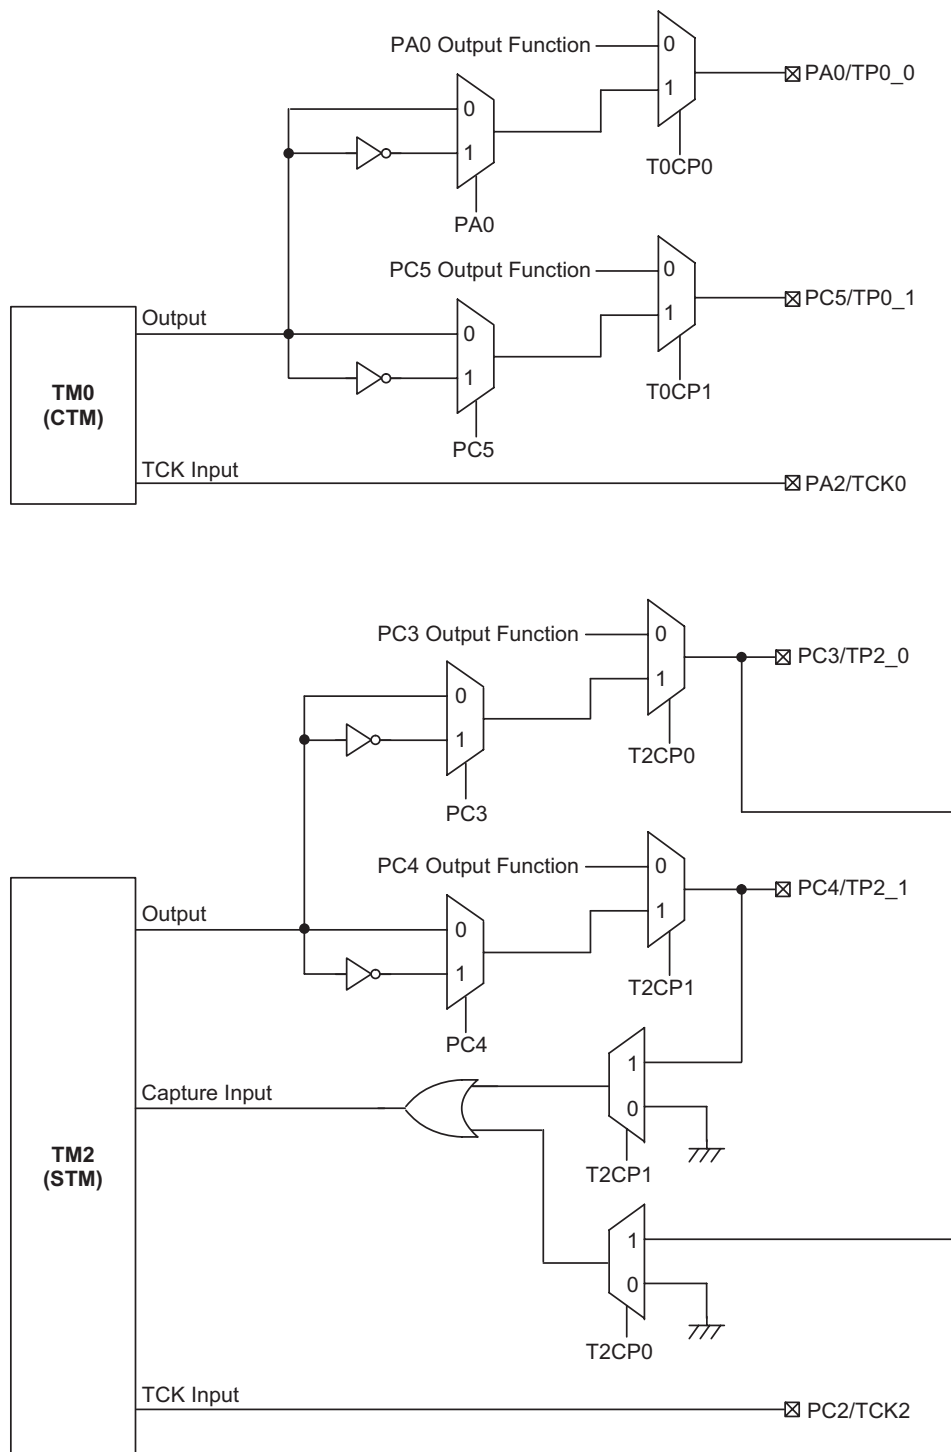 PA0 Output Function
0
1
PA0/TP0_0
T0CP0
0
1
PA0
PC5 Output Function
0
1
PC5/TP0_1
T0CP1
Output
0
1
PC5
TM0
(CTM)
TCK Input
PA2/TCK0
PC3 Output Function
0
1
PC3/TP2_0
T2CP0
0
1
PC3
PC4 Output Function
0
1
PC4/TP2_1
T2CP1
Output
0
1
PC4
Capture Input
1
0
T2CP1
TM2
(STM)
1
0
T2CP0
TCK Input
PC2/TCK2